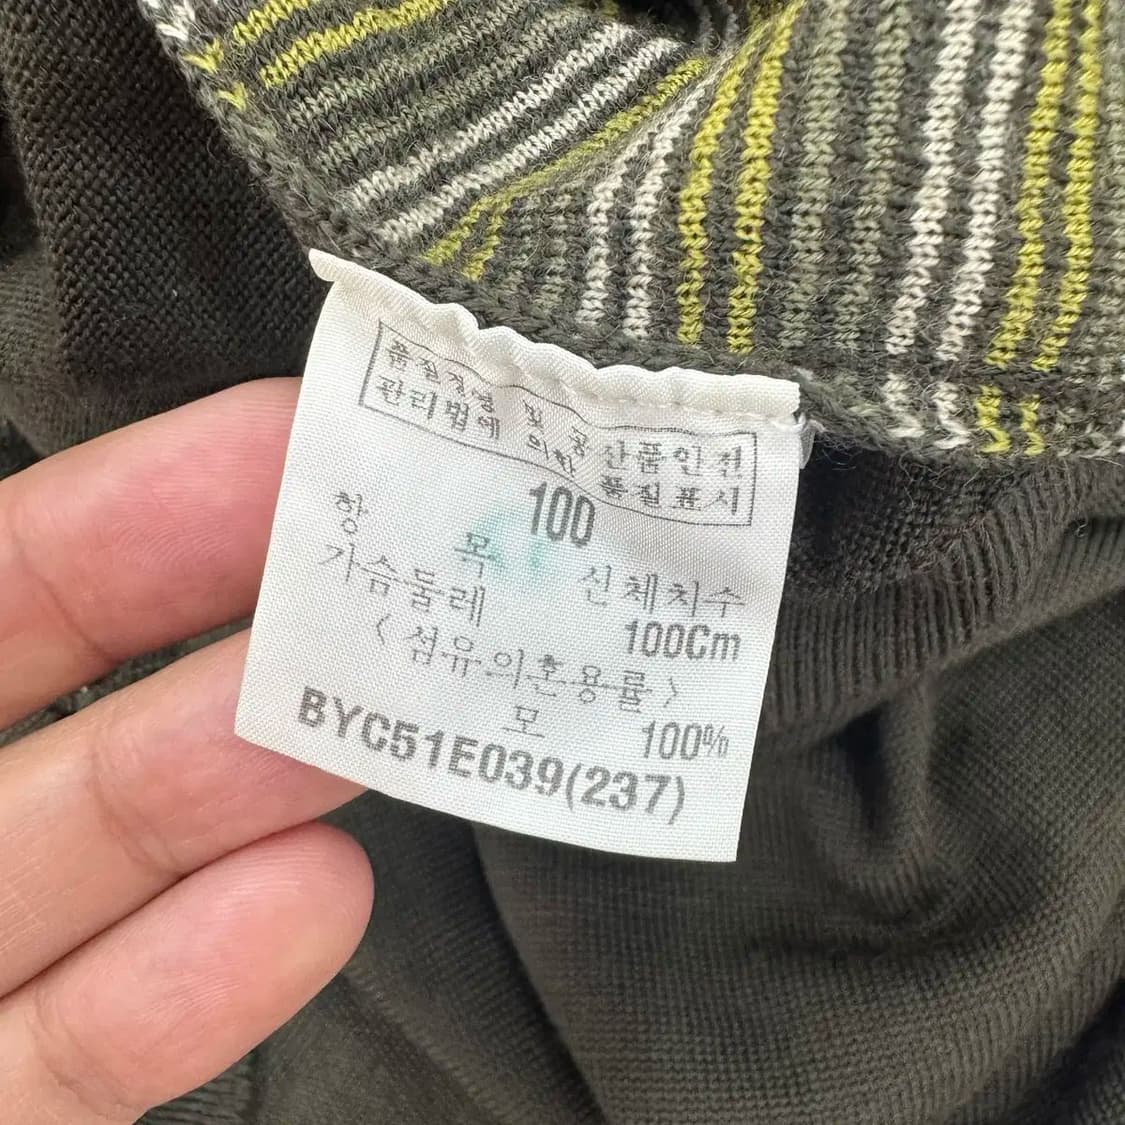 품질경영 및 공산품안전
관리법에 의한 품질표시
100
항 목 신체치수
가슴둘레 100Cm
〈섬유의혼용률〉
모 100%
BYC51E039(237)